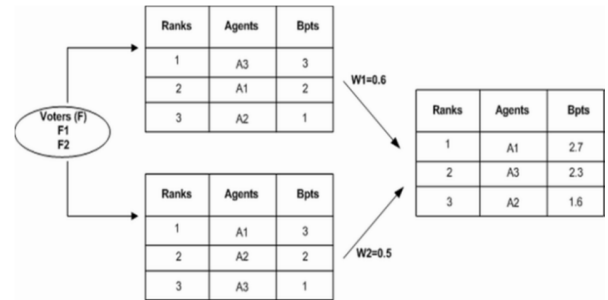 Ranks Agents Bpts
1 A3 3
2 A1 2
3 A2 1
W1=0.6
Voters (F)
F1
F2
Ranks Agents Bpts
1 A1 2.7
2 A3 2.3
3 A2 1.6
Ranks Agents Bpts
1 A1 3
2 A2 2
3 A3 1
W2=0.5